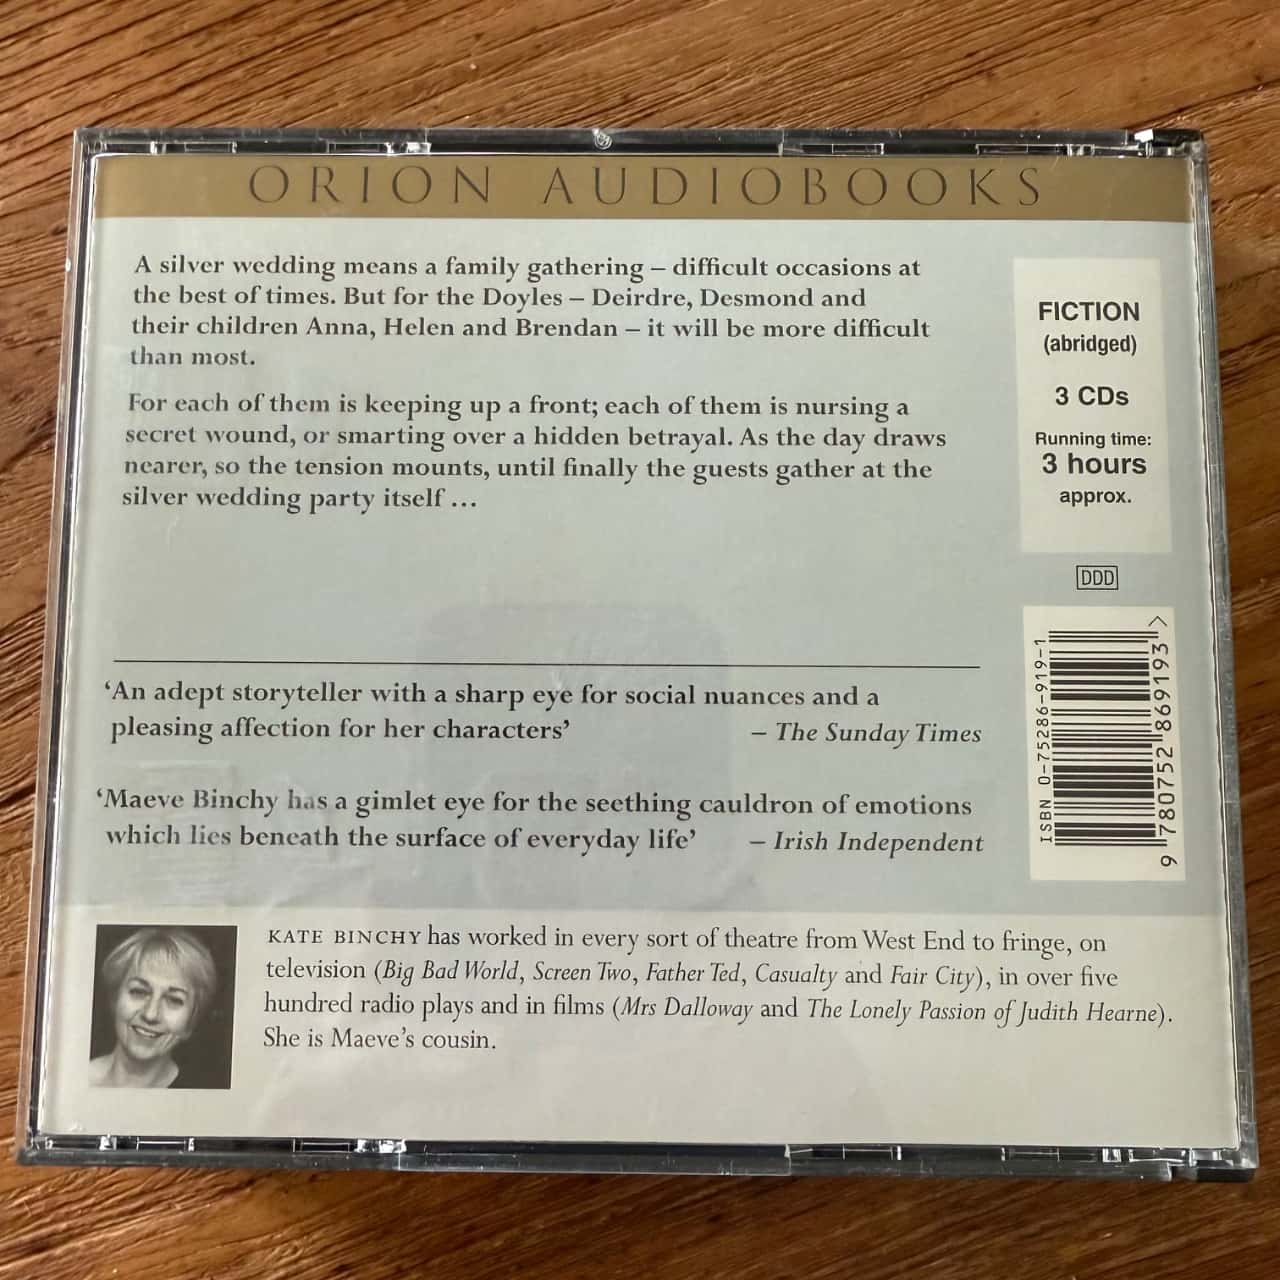 ORION AUDIOBOOKS
A silver wedding means a family gathering – difficult occasions at
the best of times. But for the Doyles – Deirdre, Desmond and
their children Anna, Helen and Brendan – it will be more difficult
than most.
For each of them is keeping up a front; each of them is nursing a
secret wound, or smarting over a hidden betrayal. As the day draws
nearer, so the tension mounts, until finally the guests gather at the
silver wedding party itself …
FICTION
(abridged)
3 CDs
Running time:
3 hours
approx.
DDD
ISBN 0-75286-919-1
9 780752 869193 >
‘An adept storyteller with a sharp eye for social nuances and a
pleasing affection for her characters’ – The Sunday Times
‘Maeve Binchy has a gimlet eye for the seething cauldron of emotions
which lies beneath the surface of everyday life’ – Irish Independent
KATE BINCHY has worked in every sort of theatre from West End to fringe, on
television (Big Bad World, Screen Two, Father Ted, Casualty and Fair City), in over five
hundred radio plays and in films (Mrs Dalloway and The Lonely Passion of Judith Hearne).
She is Maeve’s cousin.